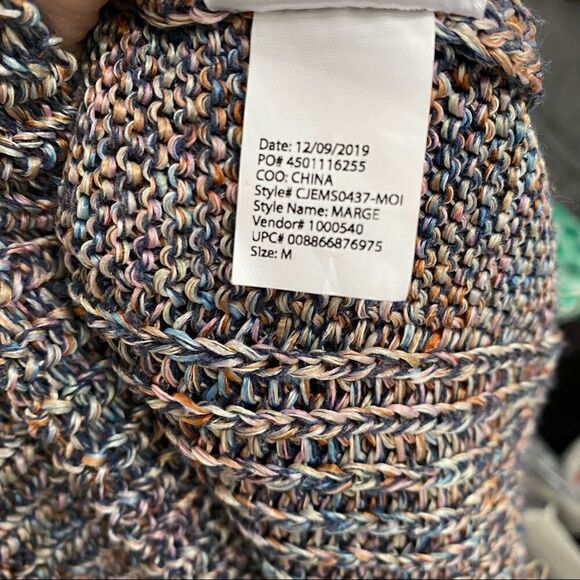 Date: 12/09/2019
PO# 4501116255
COO: CHINA
Style# CJEMS0437-MOI
Style Name: MARGE
Vendor# 1000540
UPC# 008866876975
Size: M